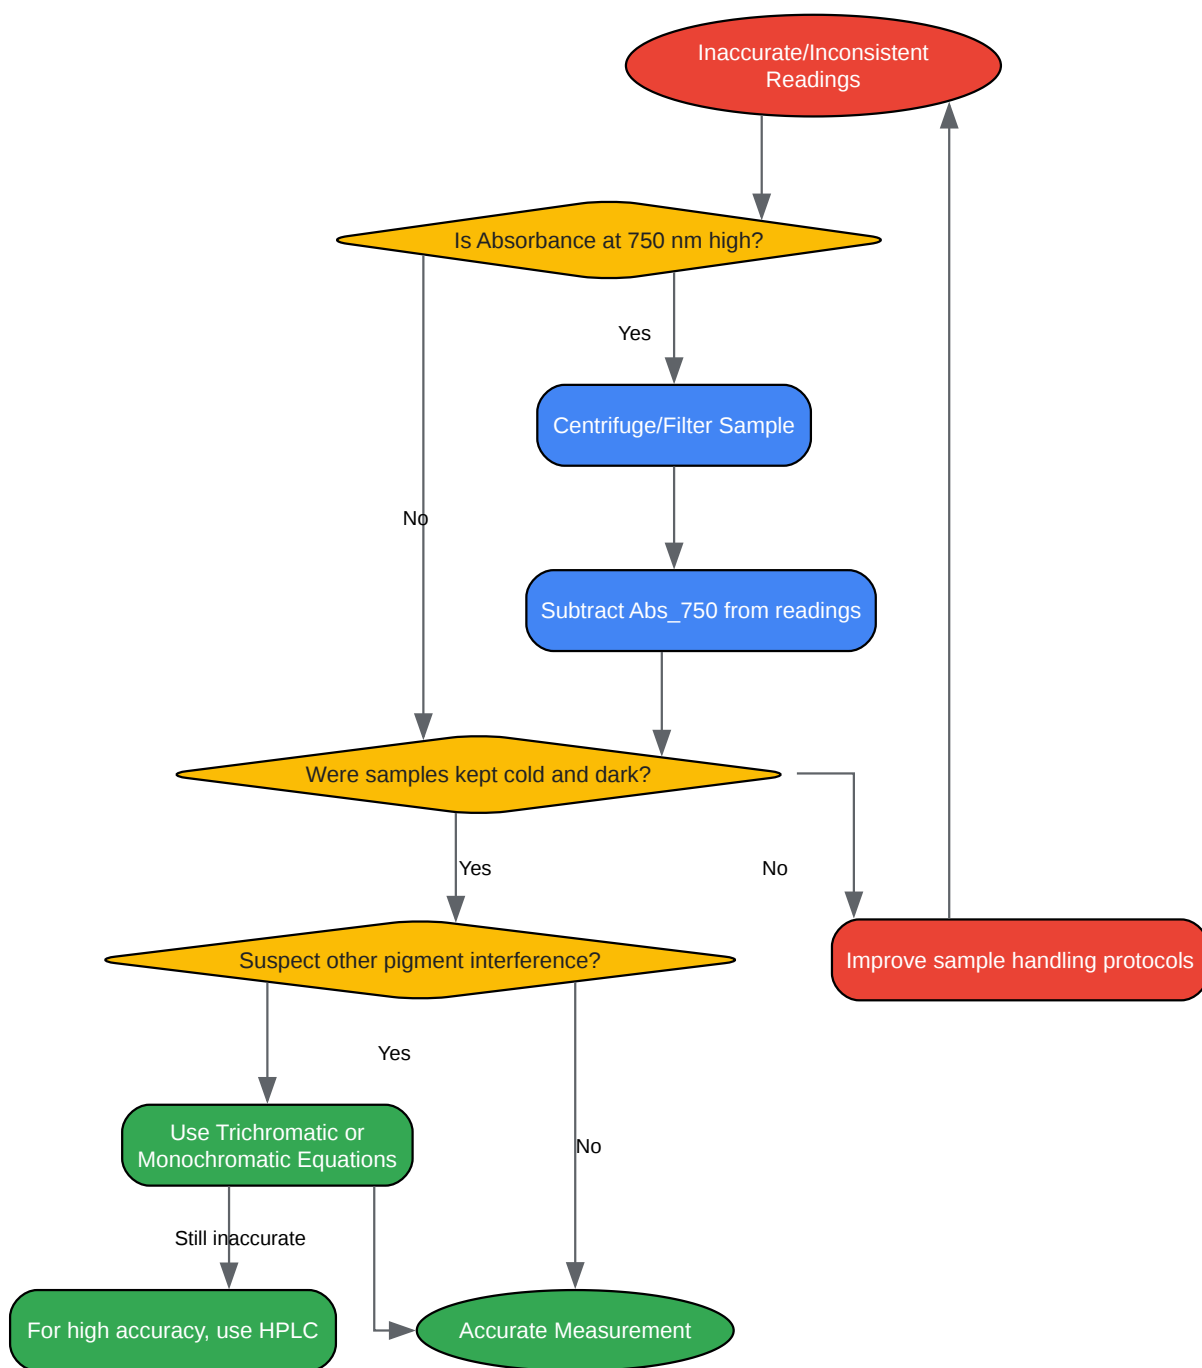 Inaccurate/Inconsistent
Readings
Is Absorbance at 750 nm high?
Yes
Centrifuge/Filter Sample
No
Subtract Abs_750 from readings
Were samples kept cold and dark?
Yes
No
Suspect other pigment interference?
Improve sample handling protocols
Yes
Use Trichromatic or
Monochromatic Equations
No
Still inaccurate
For high accuracy, use HPLC
Accurate Measurement